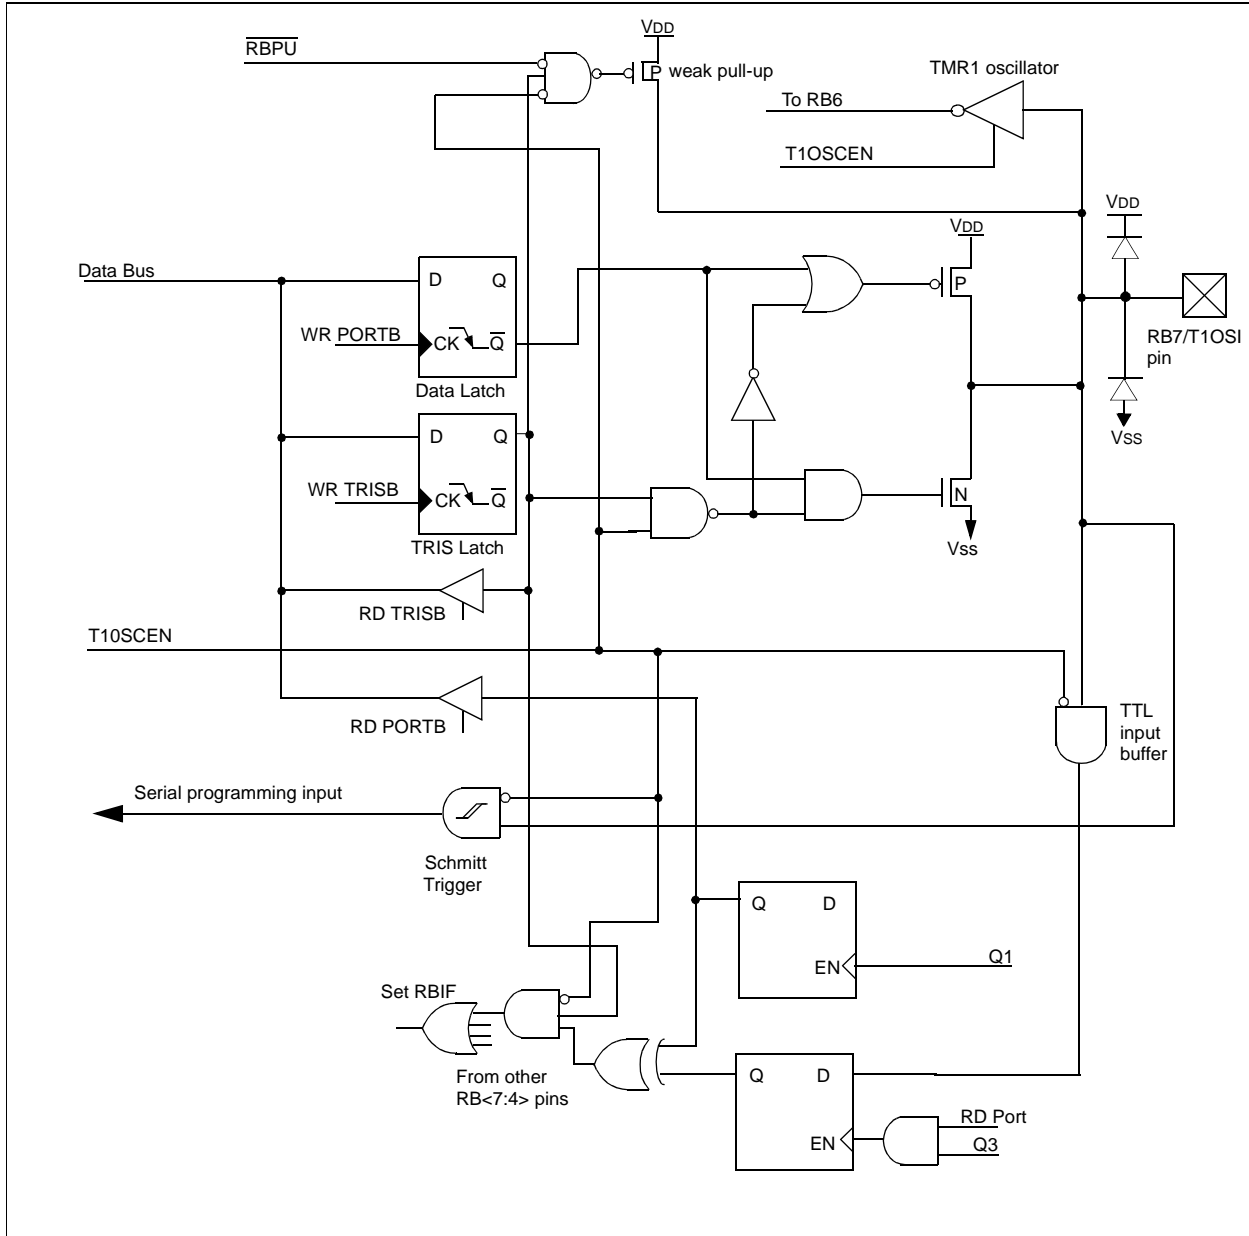 VDD
RBPU
P weak pull-up
TMR1 oscillator
To RB6
T1OSCEN
VDD
VDD
Data Bus
D Q
P
WR PORTB
CK Q
RB7/T1OSI
pin
Data Latch
D Q
VSS
WR TRISB
CK Q
N
TRIS Latch
Vss
RD TRISB
T10SCEN
RD PORTB
TTL
input
buffer
Serial programming input
Schmitt
Trigger
Q D
EN
Q1
Set RBIF
From other
RB<7:4> pins
Q D
RD Port
EN
Q3